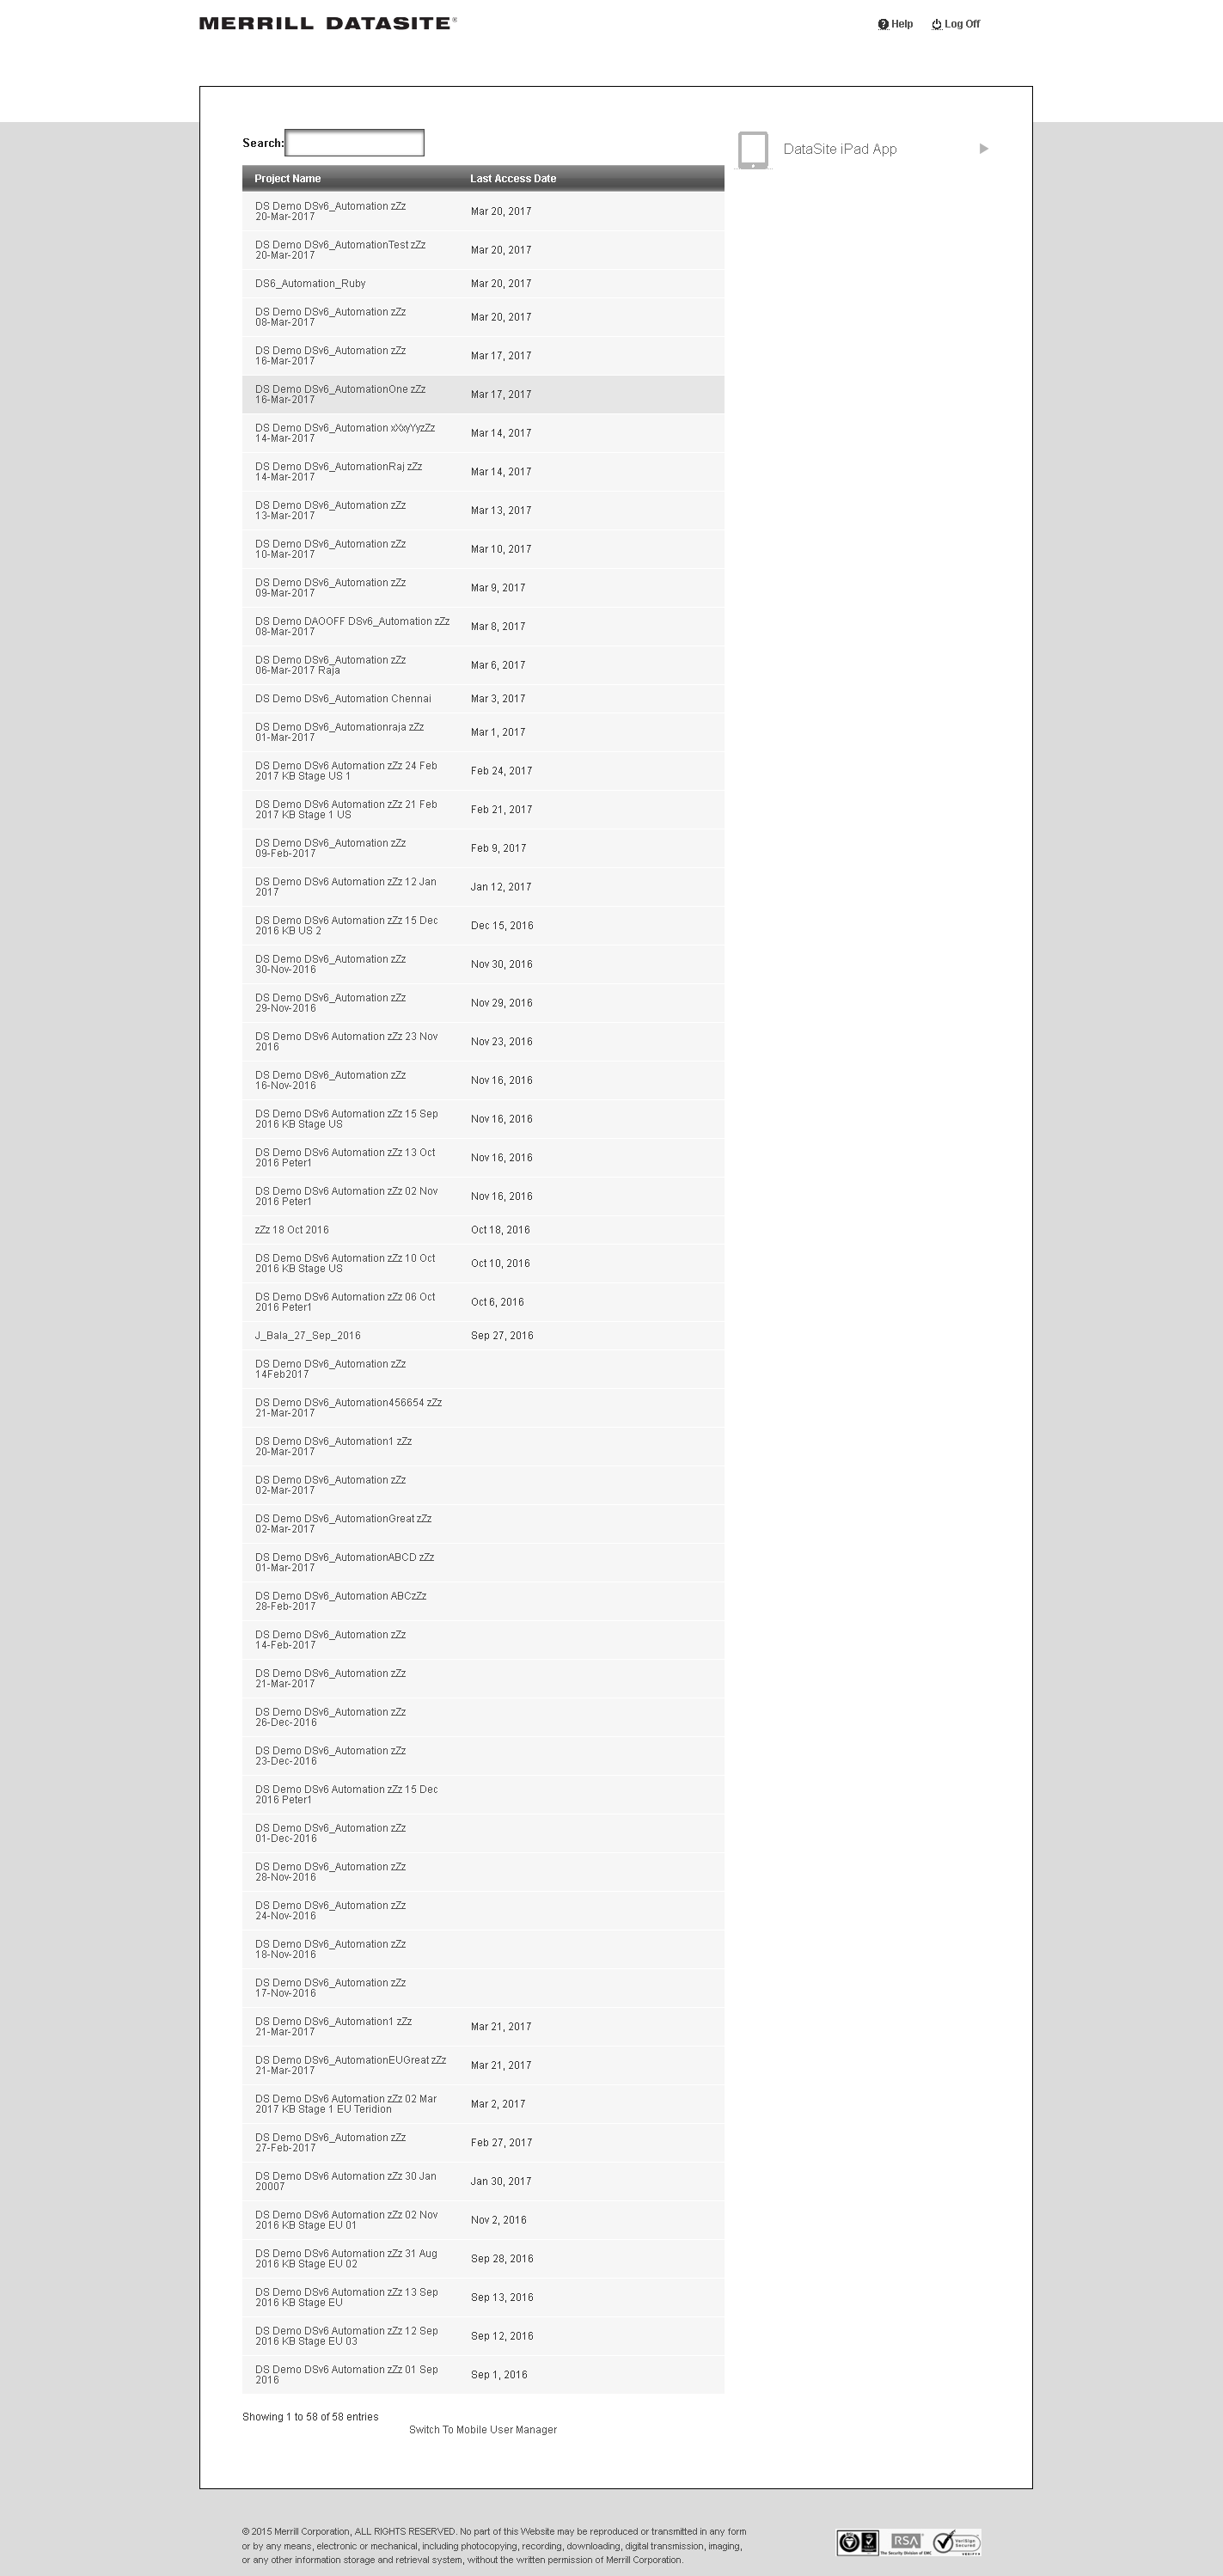 MERRILL DATASITE®
Help Log Off
Search:
DataSite iPad App
Project Name Last Access Date
DS Demo DSv6_Automation zZz
20-Mar-2017
Mar 20, 2017
DS Demo DSv6_AutomationTest zZz
20-Mar-2017
Mar 20, 2017
DS6_Automation_Ruby Mar 20, 2017
DS Demo DSv6_Automation zZz
08-Mar-2017
Mar 20, 2017
DS Demo DSv6_Automation zZz
16-Mar-2017
Mar 17, 2017
DS Demo DSv6_AutomationOne zZz
16-Mar-2017
Mar 17, 2017
DS Demo DSv6_Automation xXxyYyzZz
14-Mar-2017
Mar 14, 2017
DS Demo DSv6_AutomationRaj zZz
14-Mar-2017
Mar 14, 2017
DS Demo DSv6_Automation zZz
13-Mar-2017
Mar 13, 2017
DS Demo DSv6_Automation zZz
10-Mar-2017
Mar 10, 2017
DS Demo DSv6_Automation zZz
09-Mar-2017
Mar 9, 2017
DS Demo DAOOFF DSv6_Automation zZz
08-Mar-2017
Mar 8, 2017
DS Demo DSv6_Automation zZz
06-Mar-2017 Raja
Mar 6, 2017
DS Demo DSv6_Automation Chennai Mar 3, 2017
DS Demo DSv6_Automationraja zZz
01-Mar-2017
Mar 1, 2017
DS Demo DSv6 Automation zZz 24 Feb
2017 KB Stage US 1
Feb 24, 2017
DS Demo DSv6 Automation zZz 21 Feb
2017 KB Stage 1 US
Feb 21, 2017
DS Demo DSv6_Automation zZz
09-Feb-2017
Feb 9, 2017
DS Demo DSv6 Automation zZz 12 Jan
2017
Jan 12, 2017
DS Demo DSv6 Automation zZz 15 Dec
2016 KB US 2
Dec 15, 2016
DS Demo DSv6_Automation zZz
30-Nov-2016
Nov 30, 2016
DS Demo DSv6_Automation zZz
29-Nov-2016
Nov 29, 2016
DS Demo DSv6 Automation zZz 23 Nov
2016
Nov 23, 2016
DS Demo DSv6_Automation zZz
16-Nov-2016
Nov 16, 2016
DS Demo DSv6 Automation zZz 15 Sep
2016 KB Stage US
Nov 16, 2016
DS Demo DSv6 Automation zZz 13 Oct
2016 Peter1
Nov 16, 2016
DS Demo DSv6 Automation zZz 02 Nov
2016 Peter1
Nov 16, 2016
zZz 18 Oct 2016 Oct 18, 2016
DS Demo DSv6 Automation zZz 10 Oct
2016 KB Stage US
Oct 10, 2016
DS Demo DSv6 Automation zZz 06 Oct
2016 Peter1
Oct 6, 2016
J_Bala_27_Sep_2016 Sep 27, 2016
DS Demo DSv6_Automation zZz
14Feb2017
DS Demo DSv6_Automation456654 zZz
21-Mar-2017
DS Demo DSv6_Automation1 zZz
20-Mar-2017
DS Demo DSv6_Automation zZz
02-Mar-2017
DS Demo DSv6_AutomationGreat zZz
02-Mar-2017
DS Demo DSv6_AutomationABCD zZz
01-Mar-2017
DS Demo DSv6_Automation ABCzZz
28-Feb-2017
DS Demo DSv6_Automation zZz
14-Feb-2017
DS Demo DSv6_Automation zZz
21-Mar-2017
DS Demo DSv6_Automation zZz
26-Dec-2016
DS Demo DSv6_Automation zZz
23-Dec-2016
DS Demo DSv6 Automation zZz 15 Dec
2016 Peter1
DS Demo DSv6_Automation zZz
01-Dec-2016
DS Demo DSv6_Automation zZz
28-Nov-2016
DS Demo DSv6_Automation zZz
24-Nov-2016
DS Demo DSv6_Automation zZz
18-Nov-2016
DS Demo DSv6_Automation zZz
17-Nov-2016
DS Demo DSv6_Automation1 zZz
21-Mar-2017
Mar 21, 2017
DS Demo DSv6_AutomationEUGreat zZz
21-Mar-2017
Mar 21, 2017
DS Demo DSv6 Automation zZz 02 Mar
2017 KB Stage 1 EU Teridion
Mar 2, 2017
DS Demo DSv6_Automation zZz
27-Feb-2017
Feb 27, 2017
DS Demo DSv6 Automation zZz 30 Jan
20007
Jan 30, 2017
DS Demo DSv6 Automation zZz 02 Nov
2016 KB Stage EU 01
Nov 2, 2016
DS Demo DSv6 Automation zZz 31 Aug
2016 KB Stage EU 02
Sep 28, 2016
DS Demo DSv6 Automation zZz 13 Sep
2016 KB Stage EU
Sep 13, 2016
DS Demo DSv6 Automation zZz 12 Sep
2016 KB Stage EU 03
Sep 12, 2016
DS Demo DSv6 Automation zZz 01 Sep
2016
Sep 1, 2016
Showing 1 to 58 of 58 entries
Switch To Mobile User Manager
© 2015 Merrill Corporation, ALL RIGHTS RESERVED. No part of this Website may be reproduced or transmitted in any form
or by any means, electronic or mechanical, including photocopying, recording, downloading, digital transmission, imaging,
or any other information storage and retrieval system, without the written permission of Merrill Corporation.
RSA
The Security Division of EMC
VeriSign
Secured